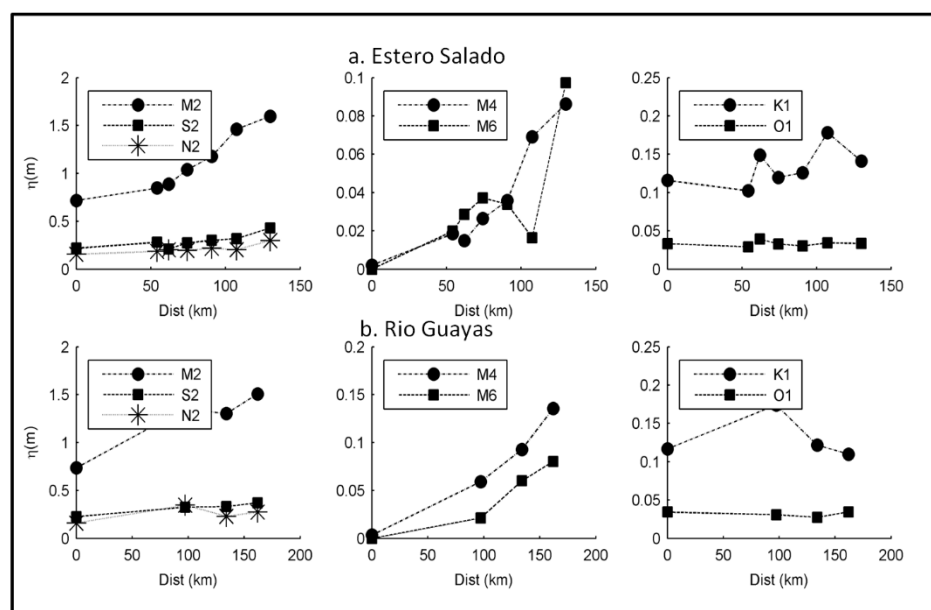 a. Estero Salado
2
1.5
1
0.5
0
η(m)
M2
S2
N2
0 50 100 150
Dist (km)
0.1
0.08
0.06
0.04
0.02
0
M4
M6
0 50 100 150
Dist (km)
0.25
0.2
0.15
0.1
0.05
0
K1
O1
0 50 100 150
Dist (km)
b. Rio Guayas
2
1.5
1
0.5
0
η(m)
M2
S2
N2
0 50 100 150 200
Dist (km)
0.2
0.15
0.1
0.05
0
M4
M6
0 50 100 150 200
Dist (km)
0.25
0.2
0.15
0.1
0.05
0
K1
O1
0 50 100 150 200
Dist (km)